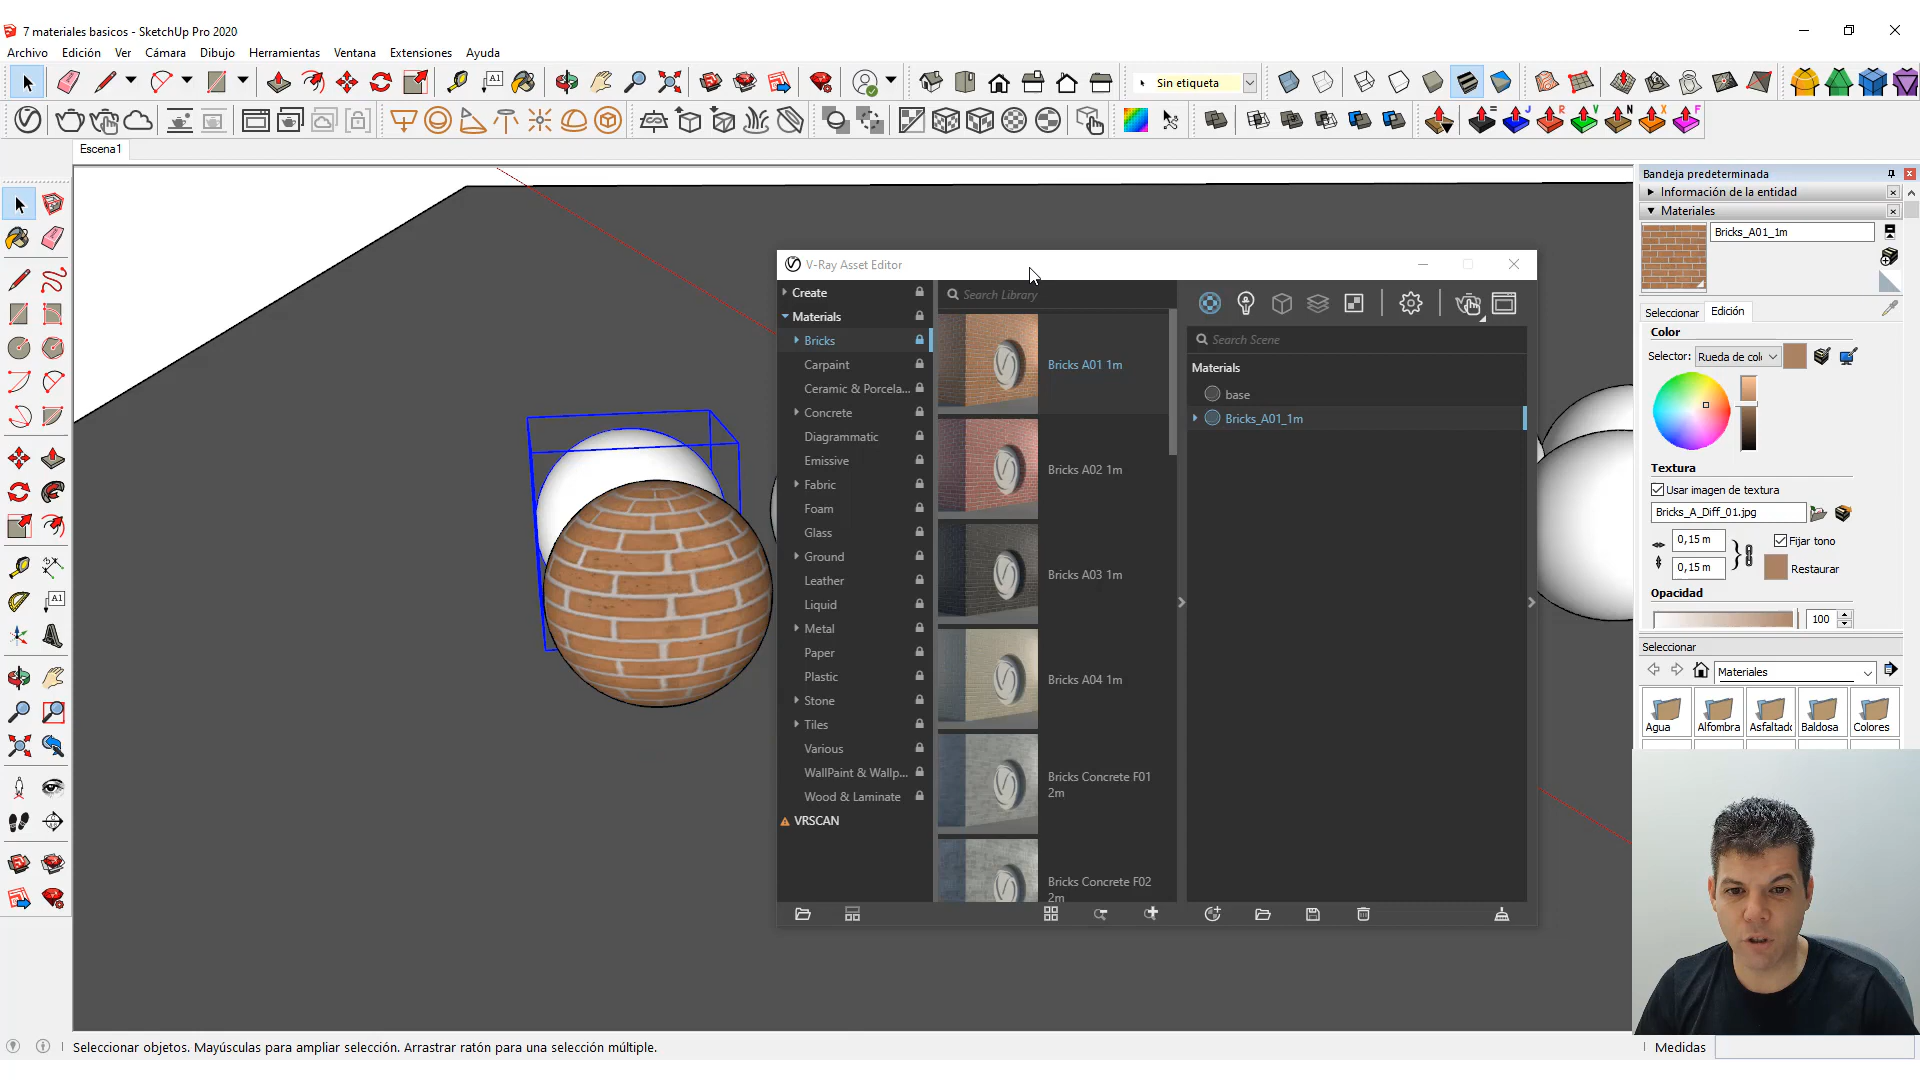 7 materiales basicos - SketchUp Pro 2020
Archivo Edición Ver Cámara Dibujo Herramientas Ventana Extensiones Ayuda
Sin etiqueta
Escena1
V-Ray Asset Editor
Create
Materials
Bricks
Carpaint
Ceramic & Porcela...
Concrete
Diagrammatic
Emissive
Fabric
Foam
Glass
Ground
Leather
Liquid
Metal
Paper
Plastic
Stone
Tiles
Various
WallPaint & Wallp...
Wood & Laminate
VRSCAN
Search Library
Bricks A01 1m
Bricks A02 1m
Bricks A03 1m
Bricks A04 1m
Bricks Concrete F01
2m
Bricks Concrete F02
2m
Search Scene
Materials
base
Bricks_A01_1m
Bandeja predeterminada
Información de la entidad
Materiales
Bricks_A01_1m
Seleccionar Edición
Color
Selector: Rueda de col
Textura
Usar imagen de textura
Bricks_A_Diff_01.jpg
0,15 m
Fijar tono
0,15 m
Restaurar
Opacidad
100
Seleccionar
Materiales
Agua Alfombra Asfaltado Baldosa Colores
Seleccionar objetos. Mayúsculas para ampliar selección. Arrastrar ratón para una selección múltiple.
Medidas